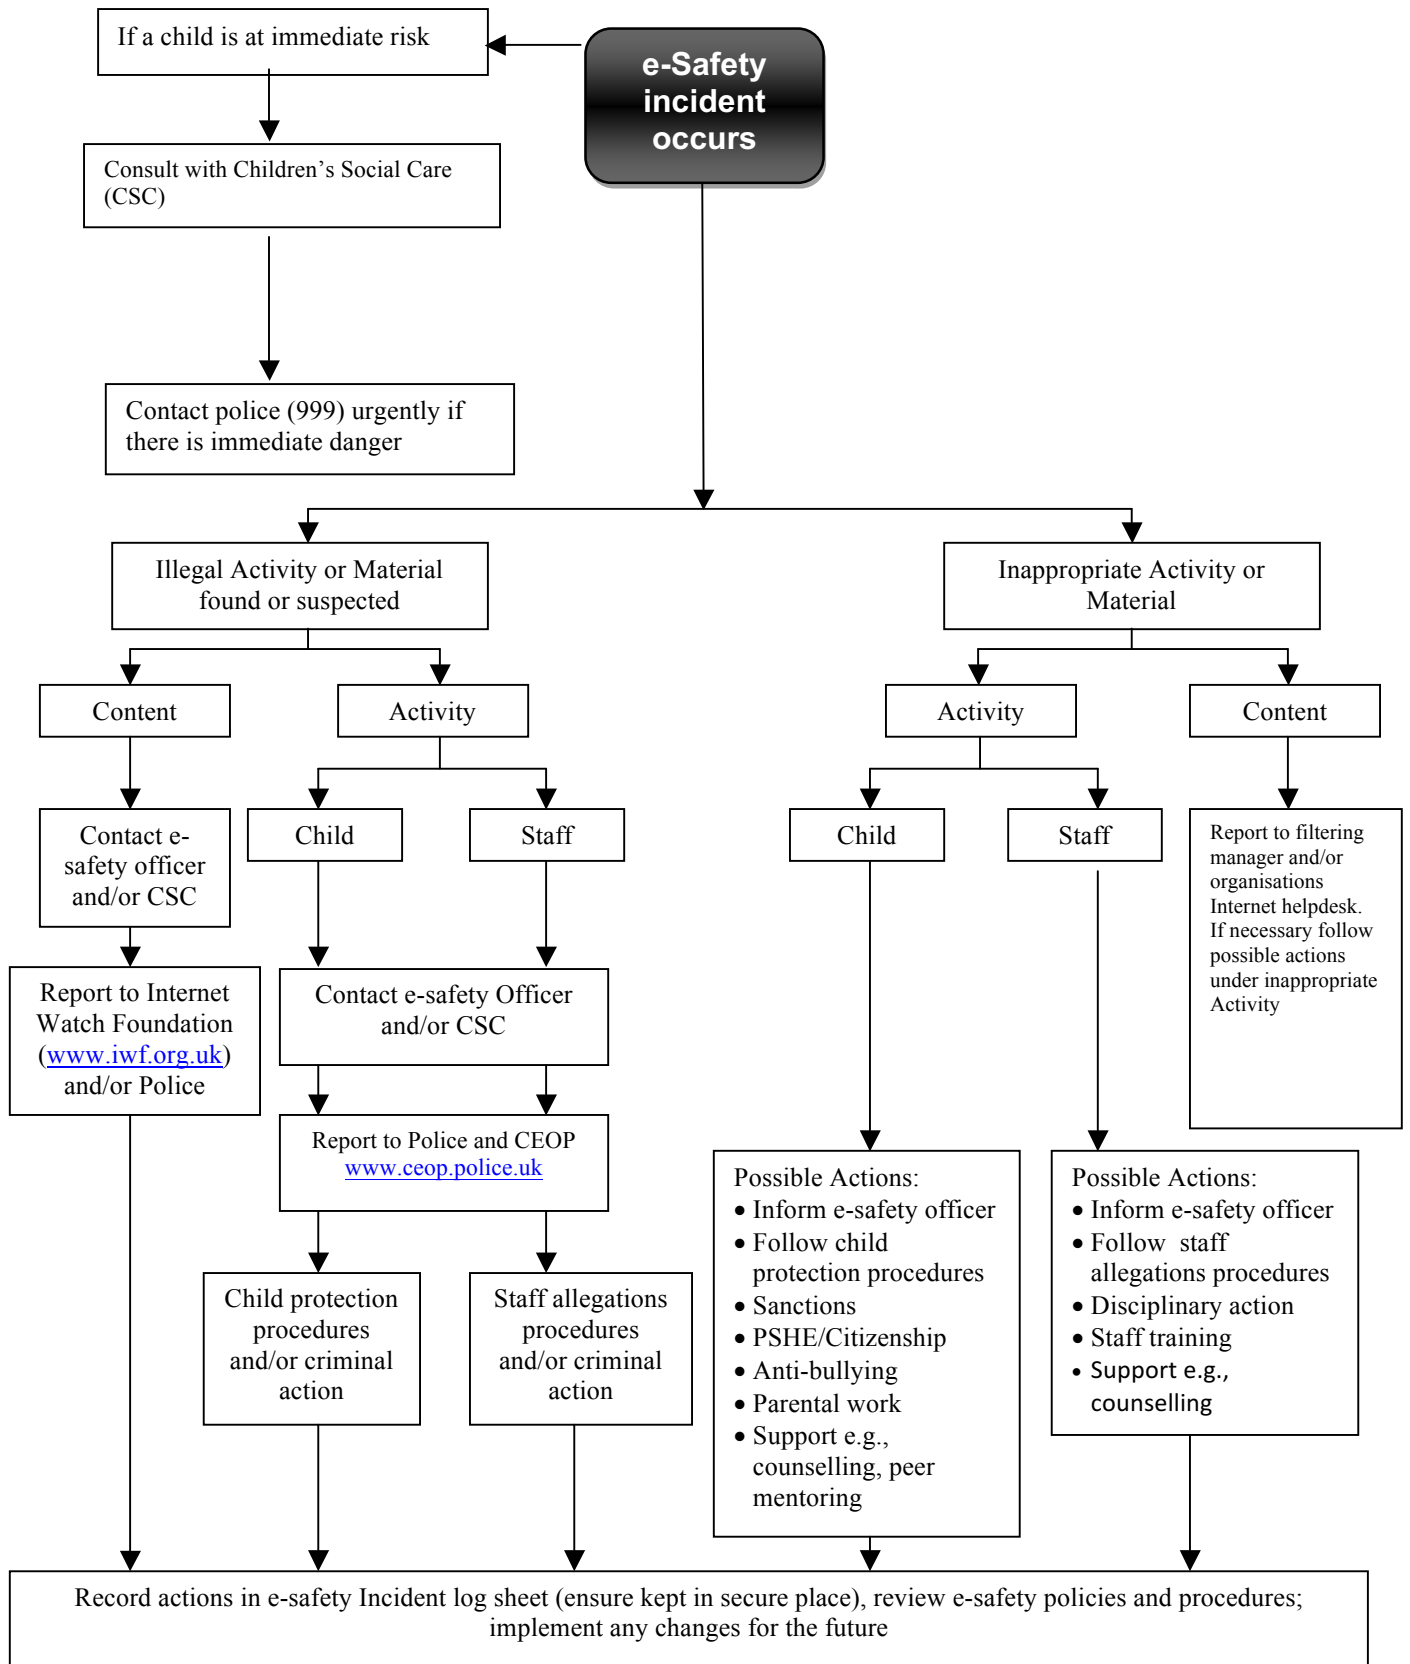 If a child is at immediate risk
e-Safety
incident
occurs
Consult with Children’s Social Care
(CSC)
Contact police (999) urgently if
there is immediate danger
Illegal Activity or Material
found or suspected
Inappropriate Activity or
Material
Content
Activity
Activity
Content
Contact e-
safety officer
and/or CSC
Child
Staff
Child
Staff
Report to filtering
manager and/or
organisations
Internet helpdesk.
If necessary follow
possible actions
under inappropriate
Activity
Report to Internet
Watch Foundation
(www.iwf.org.uk)
and/or Police
Contact e-safety Officer
and/or CSC
Report to Police and CEOP
www.ceop.police.uk
Child protection
procedures
and/or criminal
action
Staff allegations
procedures
and/or criminal
action
Possible Actions:
• Inform e-safety officer
• Follow child
protection procedures
• Sanctions
• PSHE/Citizenship
• Anti-bullying
• Parental work
• Support e.g.,
counselling, peer
mentoring
Possible Actions:
• Inform e-safety officer
• Follow  staff
allegations procedures
• Disciplinary action
• Staff training
• Support e.g.,
counselling
Record actions in e-safety Incident log sheet (ensure kept in secure place), review e-safety policies and procedures;
implement any changes for the future